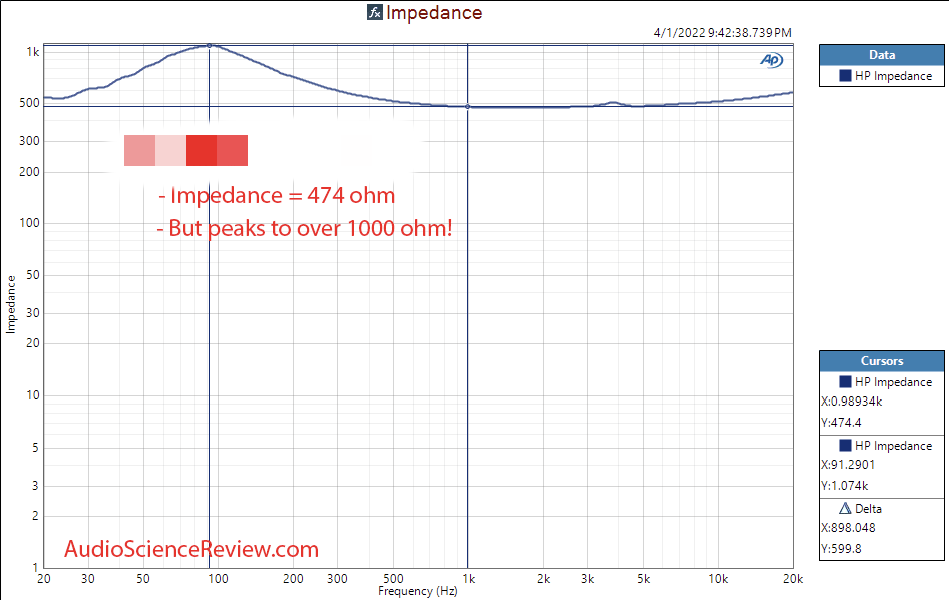 fx Impedance
4/1/2022 9:42:38.739 PM
AP
Data
HP Impedance
1k
500
300
200
100
50
30
20
10
5
3
2
1
Impedance
- Impedance = 474 ohm
- But peaks to over 1000 ohm!
AudioScienceReview.com
20 30 50 100 200 300 500 1k 2k 3k 5k 10k 20k
Frequency (Hz)
Cursors
HP Impedance
X:0.98934k
Y:474.4
HP Impedance
X:91.2901
Y:1.074k
Delta
X:898.048
Y:599.8